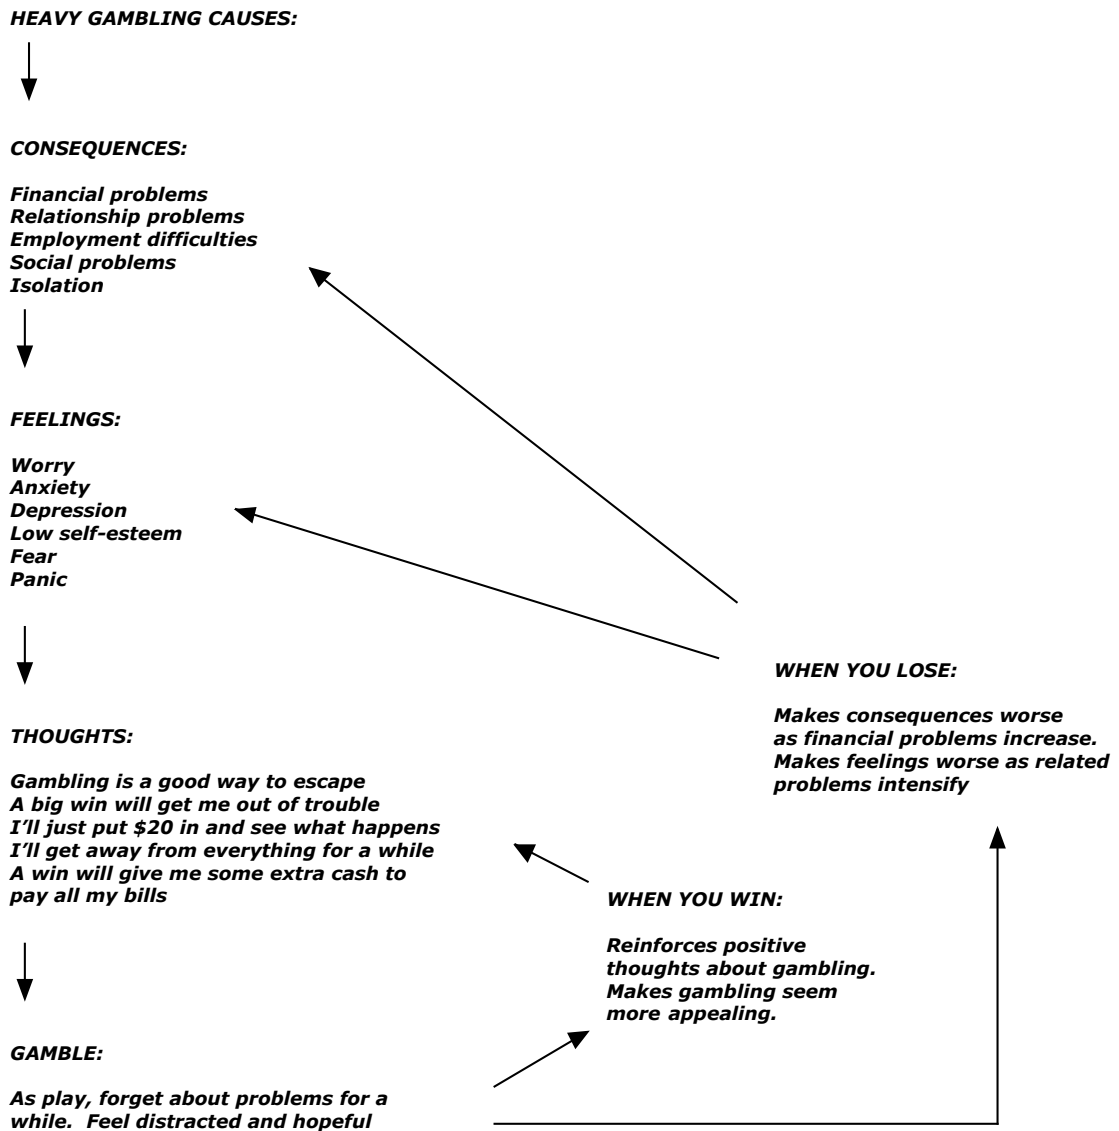 HEAVY GAMBLING CAUSES:
CONSEQUENCES:
Financial problems
Relationship problems
Employment difficulties
Social problems
Isolation
FEELINGS:
Worry
Anxiety
Depression
Low self-esteem
Fear
Panic
THOUGHTS:
Gambling is a good way to escape
A big win will get me out of trouble
I’ll just put $20 in and see what happens
I’ll get away from everything for a while
A win will give me some extra cash to
pay all my bills
GAMBLE:
As play, forget about problems for a
while.  Feel distracted and hopeful
WHEN YOU WIN:
Reinforces positive
thoughts about gambling.
Makes gambling seem
more appealing.
WHEN YOU LOSE:
Makes consequences worse
as financial problems increase.
Makes feelings worse as related
problems intensify